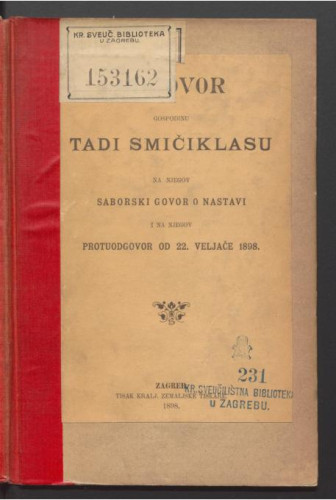 KR. SVEUČ. BIBLIOTEKA
U ZAGREBU.
153162
OVOR
GOSPODINU
TADI SMIČIKLASU
NA NJEGOV
SABORSKI GOVOR O NASTAVI
I NA NJEGOV
PROTUODGOVOR OD 22. VELJAČE 1898.
231
KR. SVEUČILIŠTNA BIBLIOTEKA
U ZAGREBU.
ZAGREB
TISAK KRALJ. ZEMALJSKE TISKARE
1898.